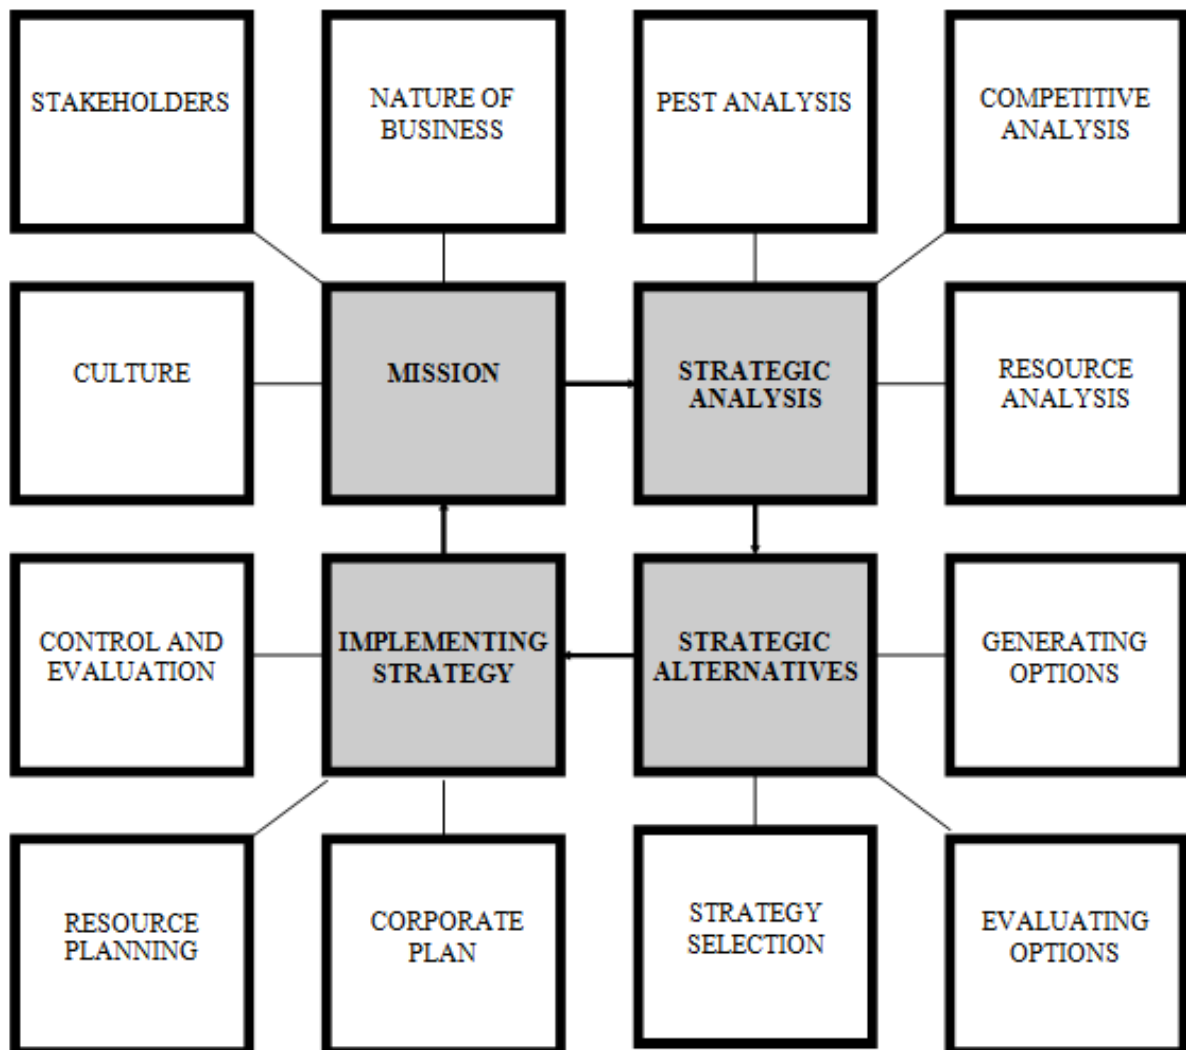 STAKEHOLDERS
NATURE OF
BUSINESS
PEST ANALYSIS
COMPETITIVE
ANALYSIS
CULTURE
MISSION
STRATEGIC
ANALYSIS
RESOURCE
ANALYSIS
CONTROL AND
EVALUATION
IMPLEMENTING
STRATEGY
STRATEGIC
ALTERNATIVES
GENERATING
OPTIONS
RESOURCE
PLANNING
CORPORATE
PLAN
STRATEGY
SELECTION
EVALUATING
OPTIONS